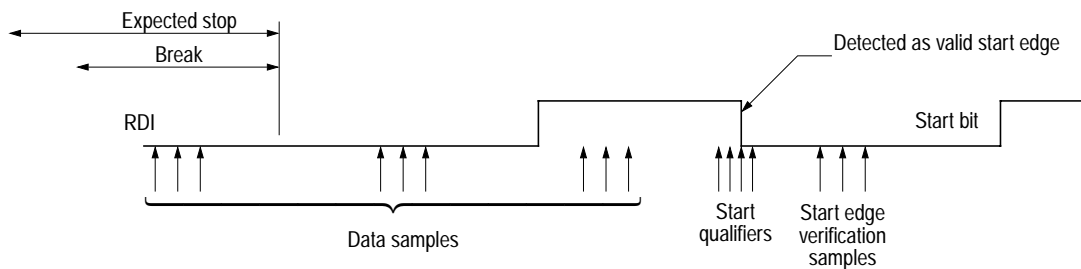 Expected stop
Break
Detected as valid start edge
RDI
Start bit
Data samples
Start
qualifiers
Start edge
verification
samples